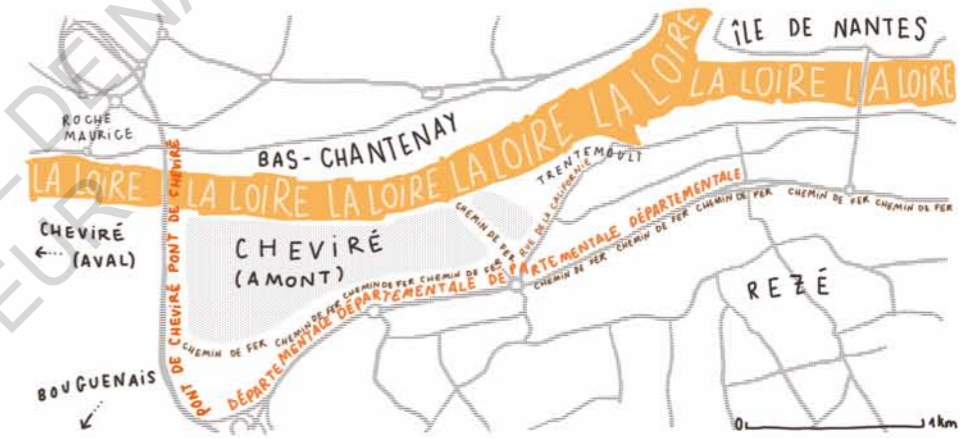 ÎLE DE NANTES
LA LOIRE LA LOIRE
ROCHE
MAURICE
BAS-CHANTENAY
LA LOIRE LA LOIRE LA LOIRE LA LOIRE LA LOIRE
TRENTEMOULT
CHEVIRÉ
(AVAL)
CHEVIRÉ
(AMONT)
PONT DE CHEVIRÉ PONT DE CHEVIRÉ
CHEMIN DE FER
RUE DE LA CALIFORNIE
CHEMIN DE FER CHEMIN DE FER CHEMIN DE FER CHEMIN DE FER CHEMIN DE FER
DÉPARTEMENTALE DÉPARTEMENTALE DÉPARTEMENTALE DÉPARTEMENTALE
CHEMIN DE FER CHEMIN DE FER CHEMIN DE FER CHEMIN DE FER CHEMIN DE FER
REZÉ
BOUGUENAIS
0 1km